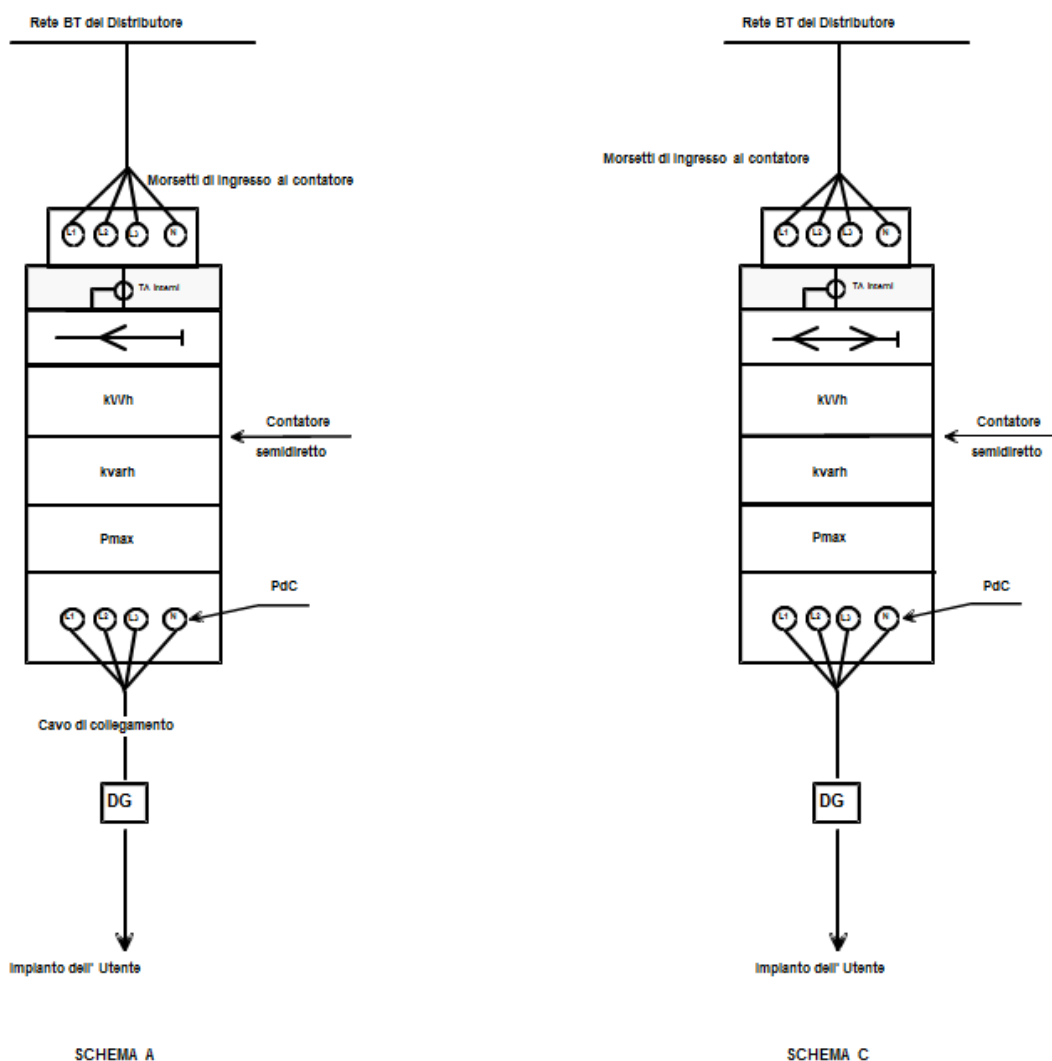 Rete BT del Distributore
Morsetti di ingresso al contatore
L1 L2 L3 N
TA interni
kWh
Contatore
semidiretto
kvarh
Pmax
PdC
L1 L2 L3 N
Cavo di collegamento
DG
Impianto dell' Utente
SCHEMA A
Rete BT del Distributore
Morsetti di ingresso al contatore
L1 L2 L3 N
TA interni
kWh
Contatore
semidiretto
kvarh
Pmax
PdC
L1 L2 L3 N
DG
Impianto dell' Utente
SCHEMA C